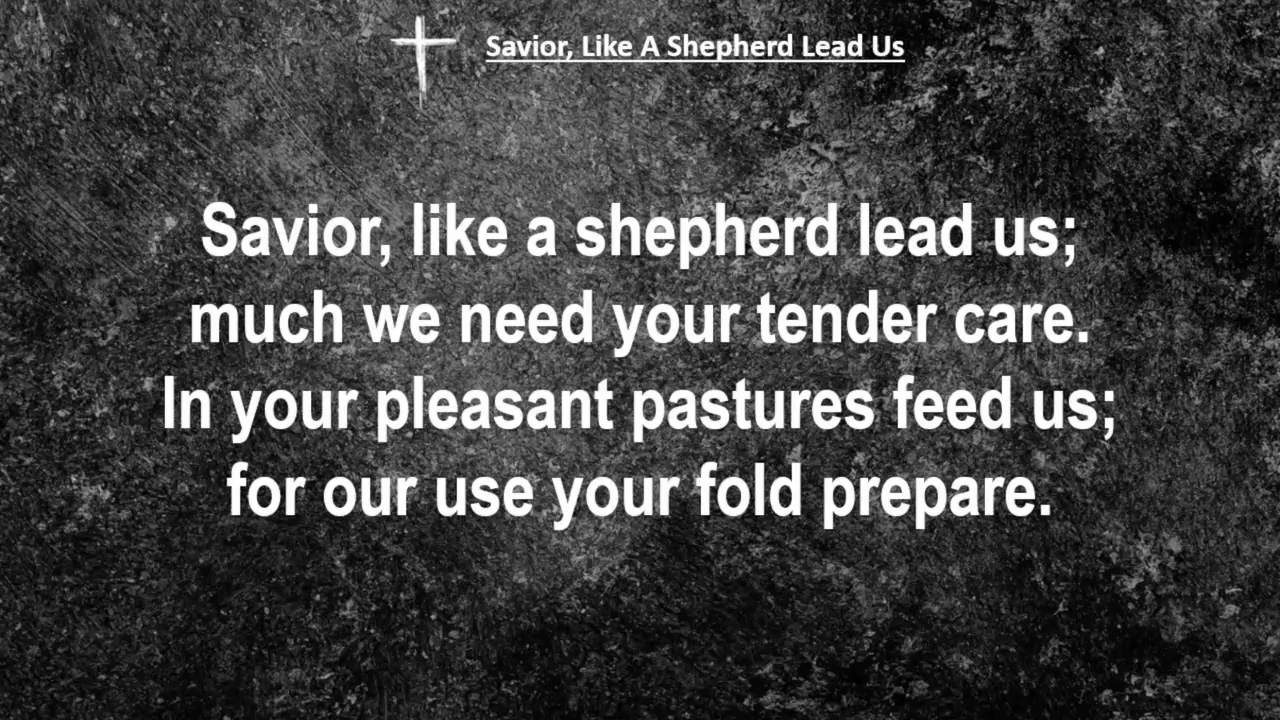 Savior, Like A Shepherd Lead Us
Savior, like a shepherd lead us;
much we need your tender care.
In your pleasant pastures feed us;
for our use your fold prepare.